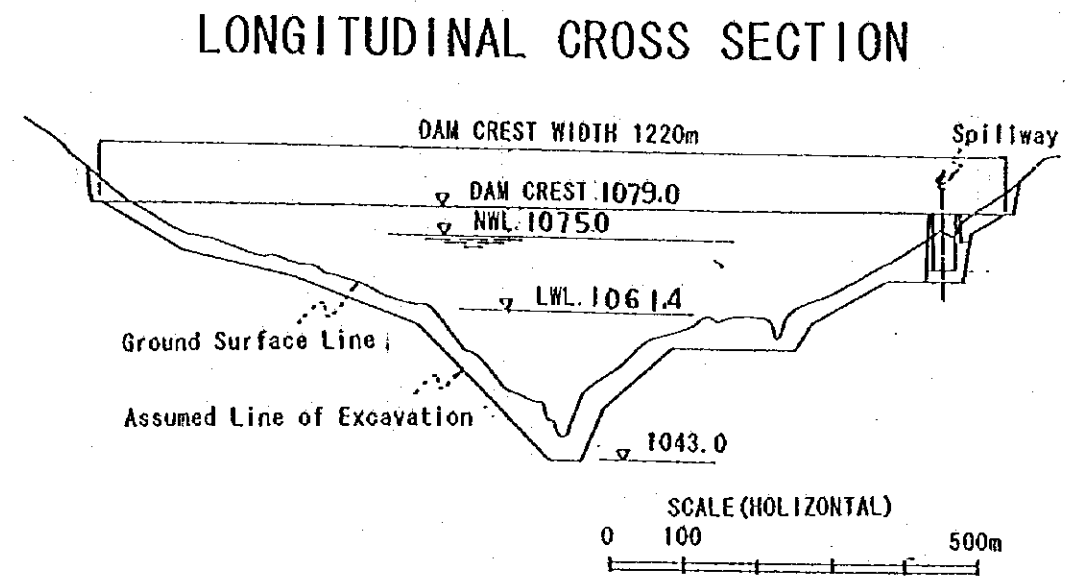 LONGITUDINAL CROSS SECTION
DAM CREST WIDTH 1220m
Spillway
DAM CREST 1079.0
NWL. 1075.0
LWL. 1061.4
Ground Surface Line
Assumed Line of Excavation
1043.0
SCALE (HOLIZONTAL)
0 100 500m